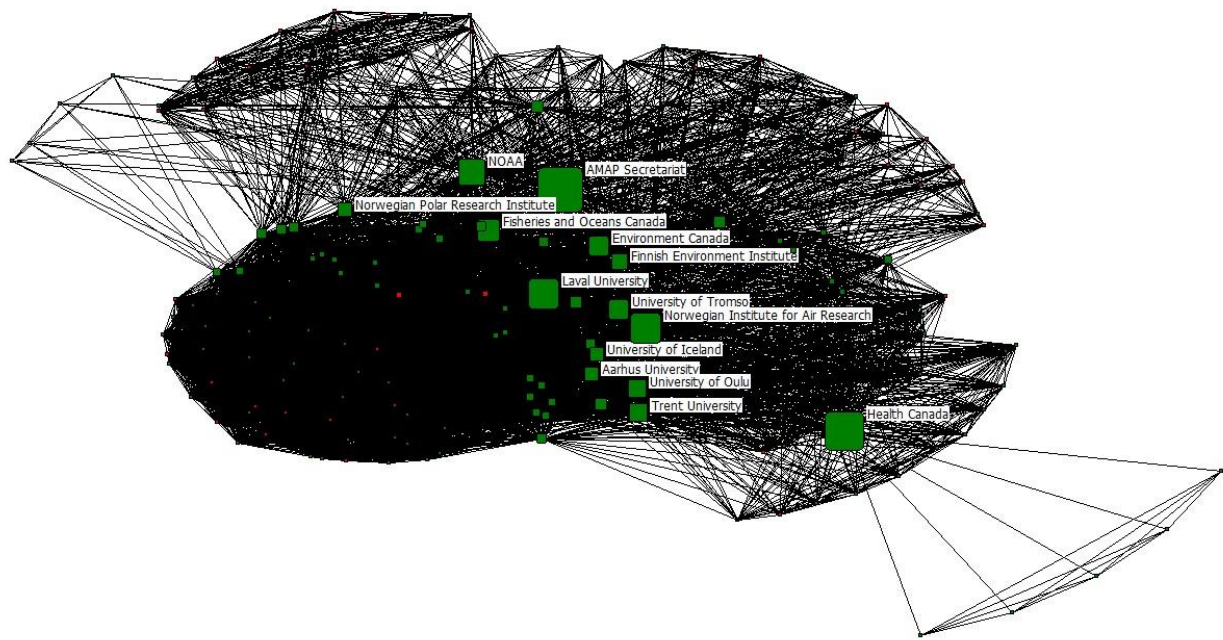 NOAA
AMAP Secretariat
Norwegian Polar Research Institute
Fisheries and Oceans Canada
Environment Canada
Finnish Environment Institute
Laval University
University of Tromso
Norwegian Institute for Air Research
University of Iceland
Aarhus University
University of Oulu
Trent University
Health Canada